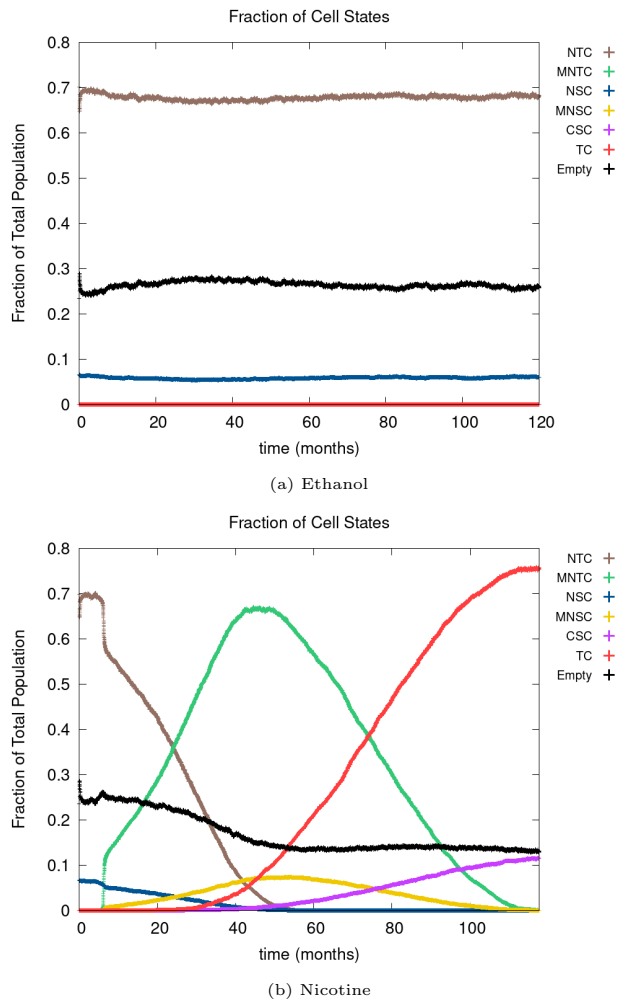 Fraction of Cell States
Fraction of Total Population
0.8
0.7
0.6
0.5
0.4
0.3
0.2
0.1
0
0 20 40 60 80 100 120
time (months)
NTC
MNTC
NSC
MNSC
CSC
TC
Empty
(a) Ethanol
Fraction of Cell States
Fraction of Total Population
0.8
0.7
0.6
0.5
0.4
0.3
0.2
0.1
0
0 20 40 60 80 100
time (months)
NTC
MNTC
NSC
MNSC
CSC
TC
Empty
(b) Nicotine